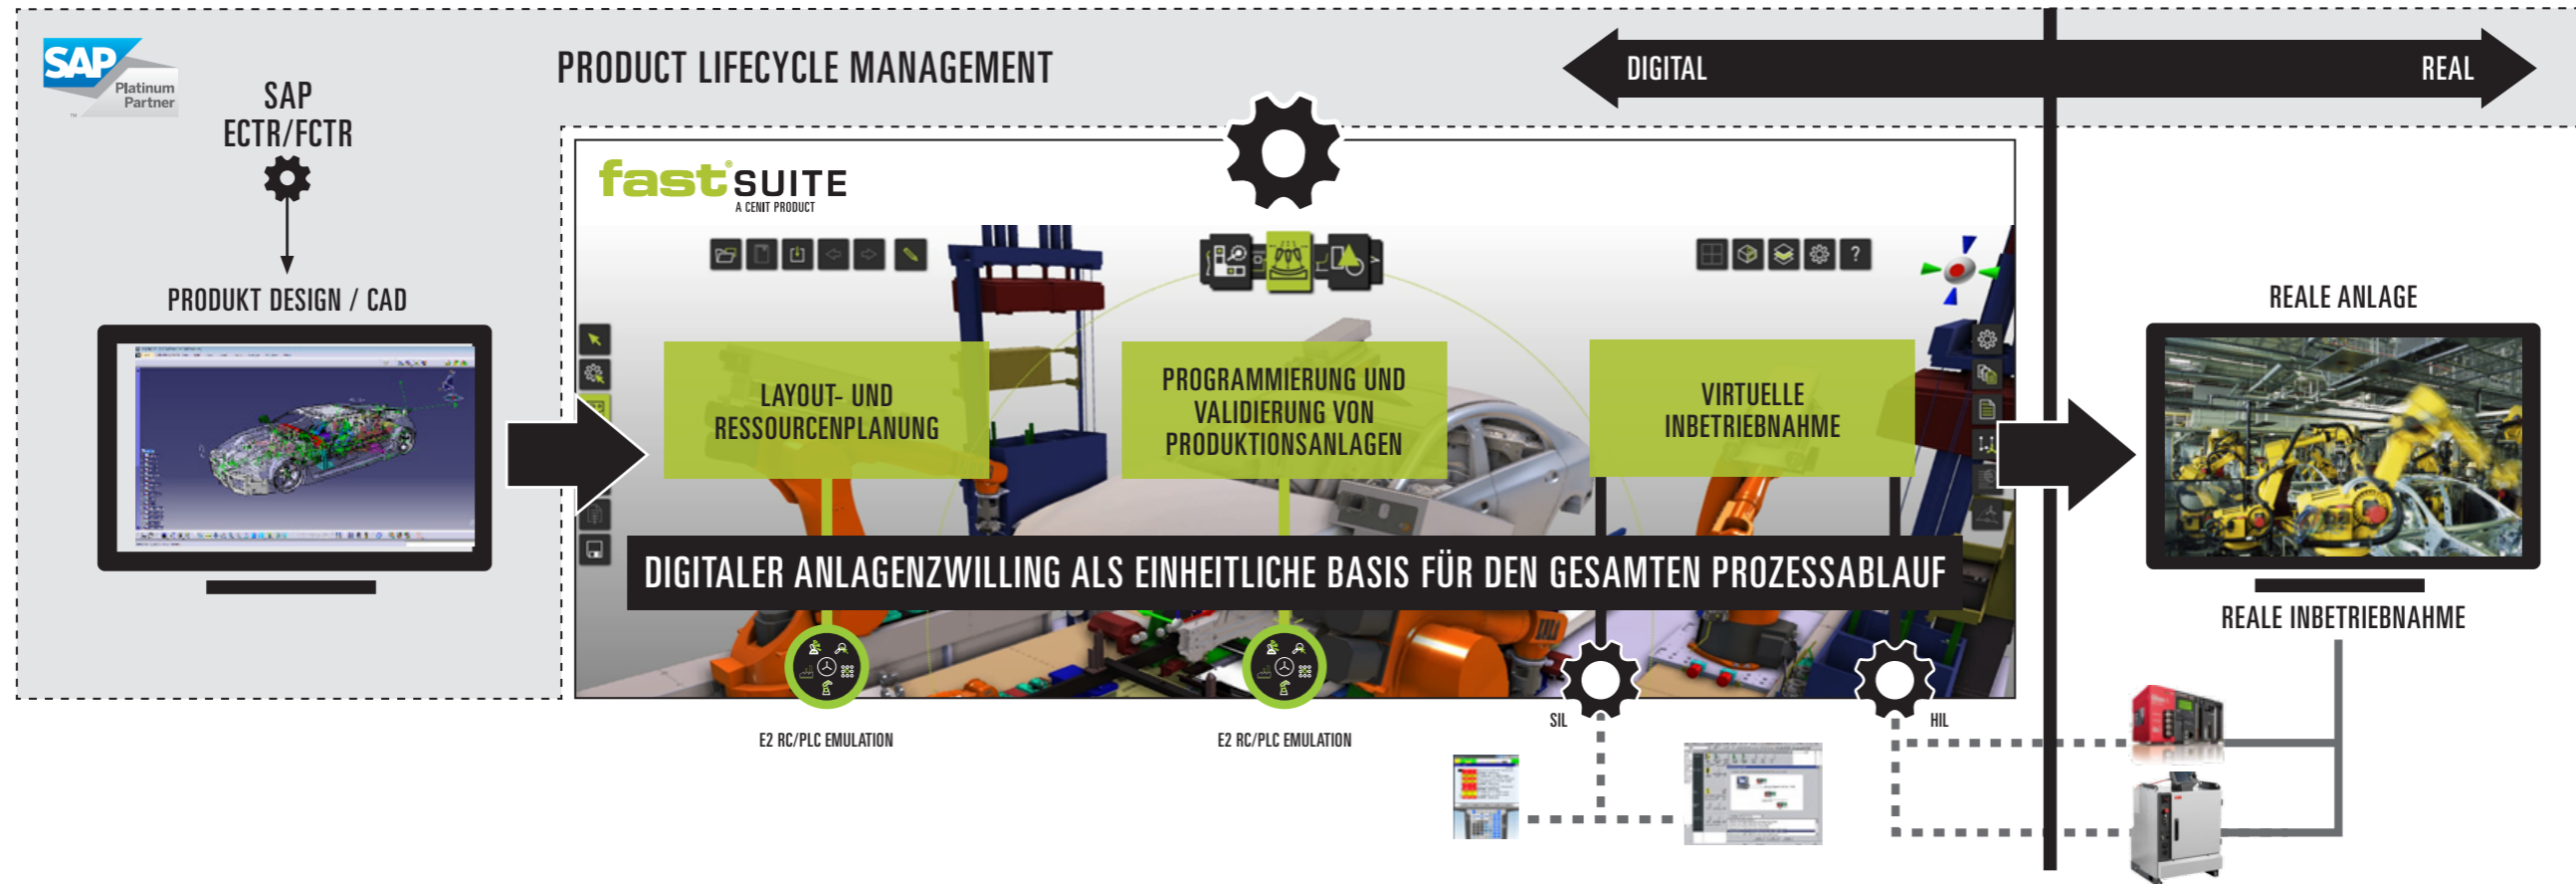 SAP
Platinum
Partner
™
SAP
ECTR/FCTR
PRODUCT LIFECYCLE MANAGEMENT
DIGITAL
REAL
fast® SUITE
A CENIT PRODUCT
?
PRODUKT DESIGN / CAD
REALE ANLAGE
LAYOUT- UND
RESSOURCENPLANUNG
PROGRAMMIERUNG UND
VALIDIERUNG VON
PRODUKTIONSANLAGEN
VIRTUELLE
INBETRIEBNAHME
DIGITALER ANLAGENZWILLING ALS EINHEITLICHE BASIS FÜR DEN GESAMTEN PROZESSABLAUF
REALE INBETRIEBNAHME
E2 RC/PLC EMULATION
E2 RC/PLC EMULATION
SIL
HIL